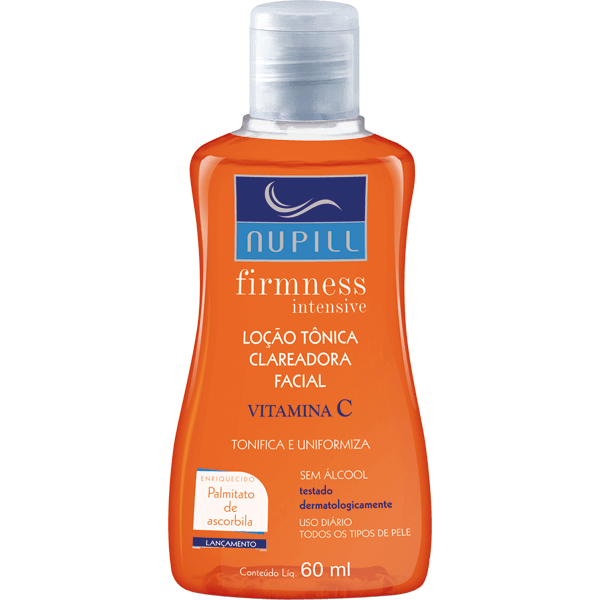 NUPILL
firmness
intensive
LOÇÃO TÔNICA
CLAREADORA
FACIAL
VITAMINA C
TONIFICA E UNIFORMIZA
ENRIQUECIDO
Palmitato
de
ascorbila
LANÇAMENTO
SEM ÁLCOOL
testado
dermatologicamente
USO DIÁRIO
TODOS OS TIPOS DE PELE
Conteúdo Líq. 60 ml